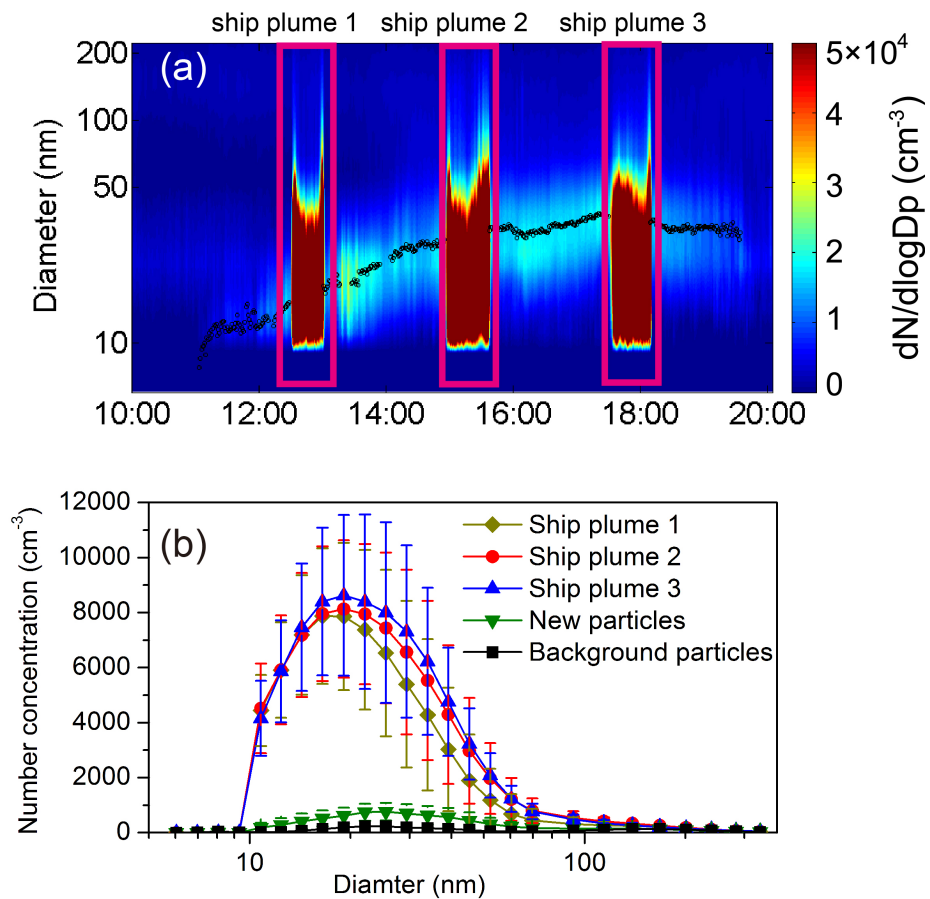 ship plume 1 ship plume 2 ship plume 3
(a)
Diameter (nm)
200
100
50
10
10:00 12:00 14:00 16:00 18:00 20:00
5×10⁴
4
3
2
1
0
dN/dlogDp (cm⁻³)
(b)
Number concentration (cm⁻³)
12000
10000
8000
6000
4000
2000
0
Ship plume 1
Ship plume 2
Ship plume 3
New particles
Background particles
10 100
Diamter (nm)